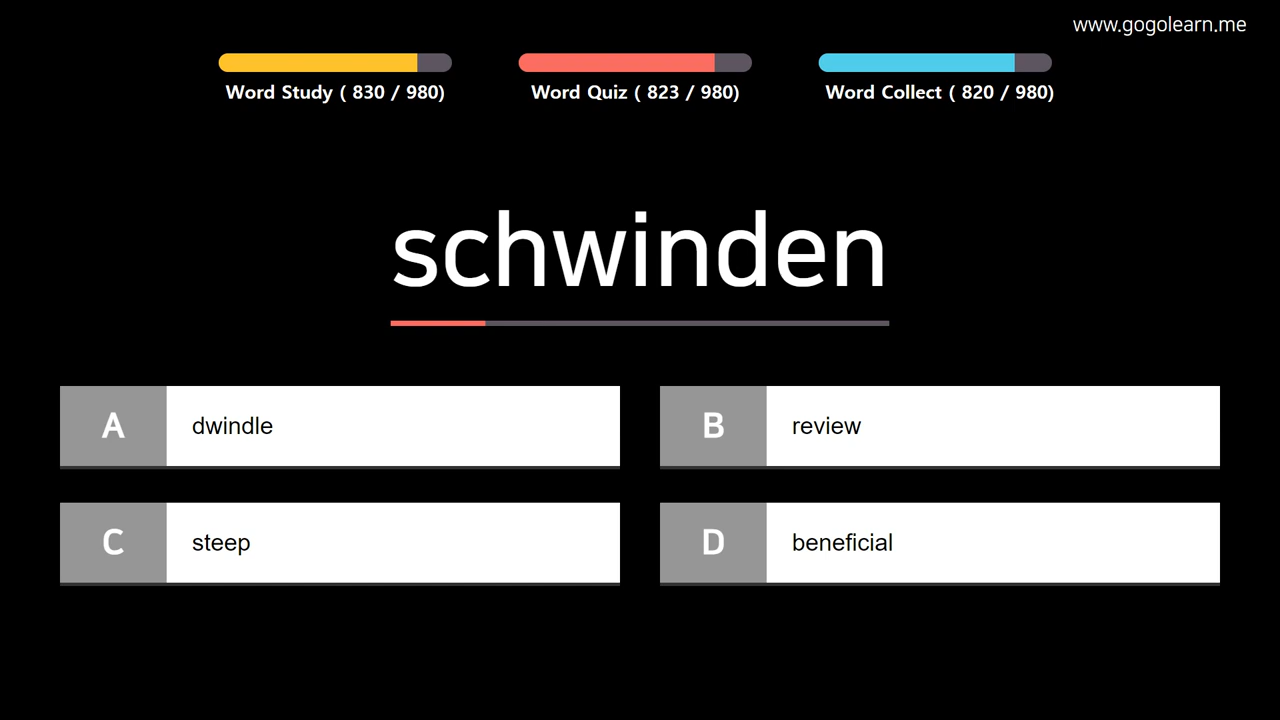 www.gogolearn.me
Word Study ( 830 / 980)
Word Quiz ( 823 / 980)
Word Collect ( 820 / 980)
schwinden
A dwindle
B review
C steep
D beneficial